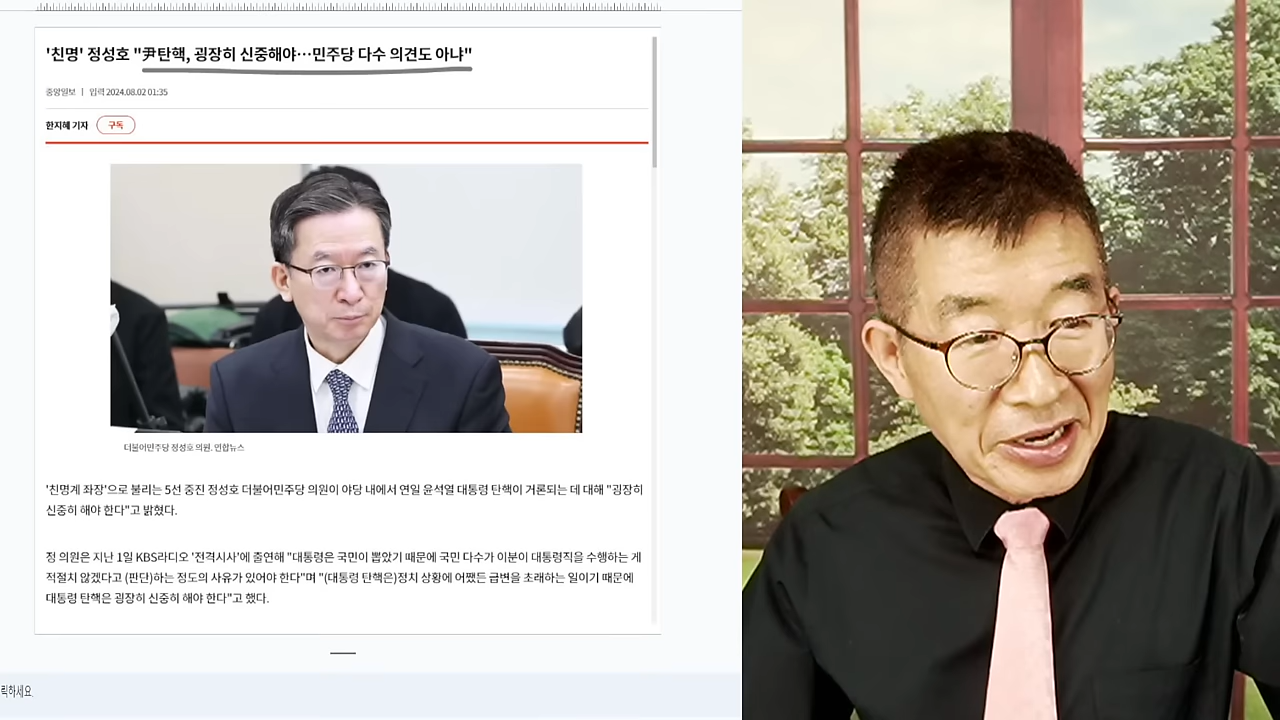 '친명' 정성호 "尹탄핵, 굉장히 신중해야…민주당 다수 의견도 아냐"
중앙일보 | 입력 2024.08.02 01:35
한지혜 기자 구독
더불어민주당 정성호 의원. 연합뉴스
'친명계 좌장'으로 불리는 5선 중진 정성호 더불어민주당 의원이 야당 내에서 연일 윤석열 대통령 탄핵이 거론되는 데 대해 "굉장히
신중히 해야 한다"고 밝혔다.
정 의원은 지난 1일 KBS라디오 '전격시사'에 출연해 "대통령은 국민이 뽑았기 때문에 국민 다수가 이분이 대통령직을 수행하는 게
적절치 않겠다고 (판단)하는 정도의 사유가 있어야 한다"며 "(대통령 탄핵은)정치 상황에 어쨌든 급변을 초래하는 일이기 때문에
대통령 탄핵은 굉장히 신중히 해야 한다"고 했다.
릭하세요.